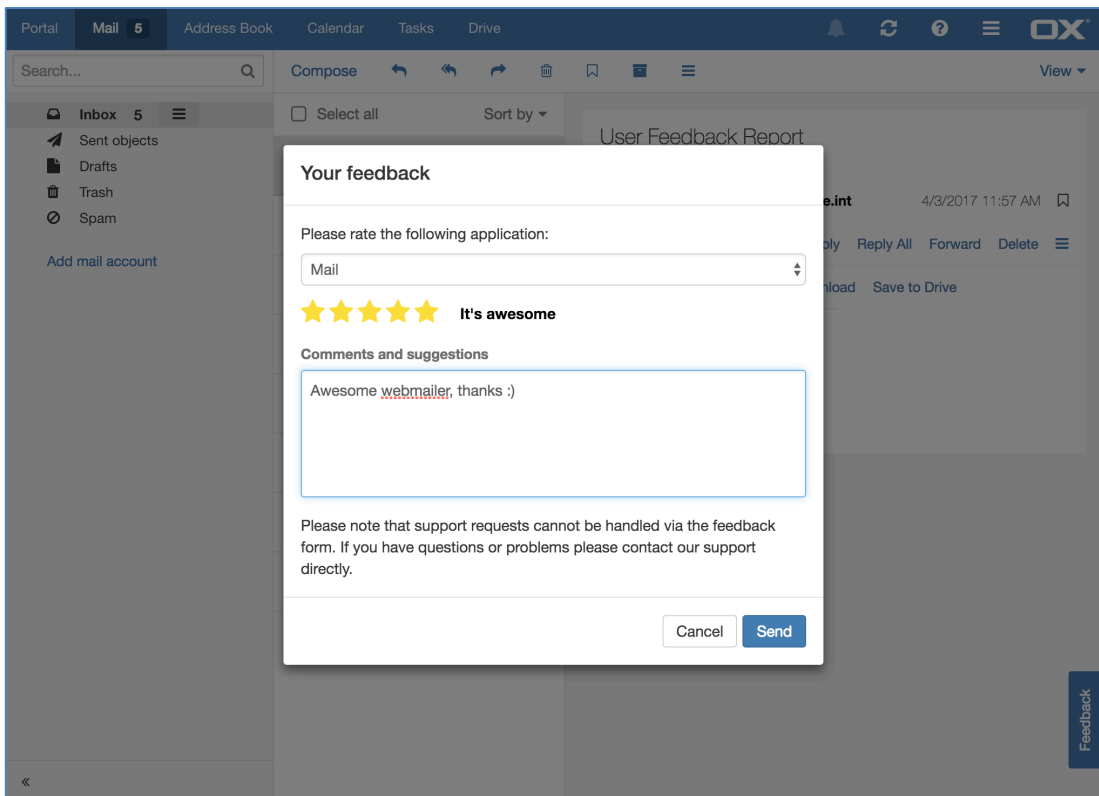 Portal Mail 5 Address Book Calendar Tasks Drive OX
Search...
Compose
View
Inbox 5
Sent objects
Drafts
Trash
Spam
Add mail account
Select all Sort by
User Feedback Report
e.int 4/3/2017 11:57 AM
ply Reply All Forward Delete
nload Save to Drive
Your feedback
Please rate the following application:
Mail
It's awesome
Comments and suggestions
Awesome webmailer, thanks :)
Please note that support requests cannot be handled via the feedback
form. If you have questions or problems please contact our support
directly.
Cancel Send
Feedback
«